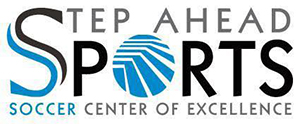 STEP AHEAD
SPORTS
SOCCER CENTER OF EXCELLENCE